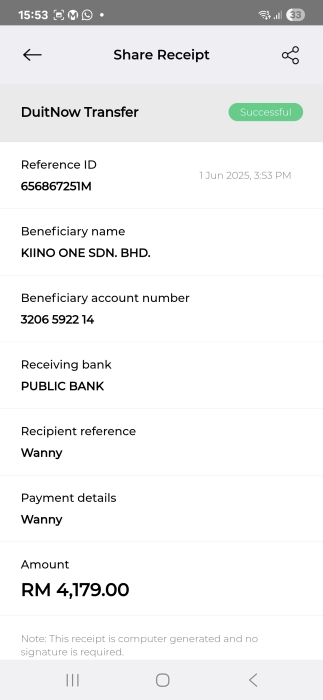 15:53
33
Share Receipt
DuitNow Transfer
Successful
Reference ID
656867251M
1 Jun 2025, 3:53 PM
Beneficiary name
KIINO ONE SDN. BHD.
Beneficiary account number
3206 5922 14
Receiving bank
PUBLIC BANK
Recipient reference
Wanny
Payment details
Wanny
Amount
RM 4,179.00
Note: This receipt is computer generated and no
signature is required.